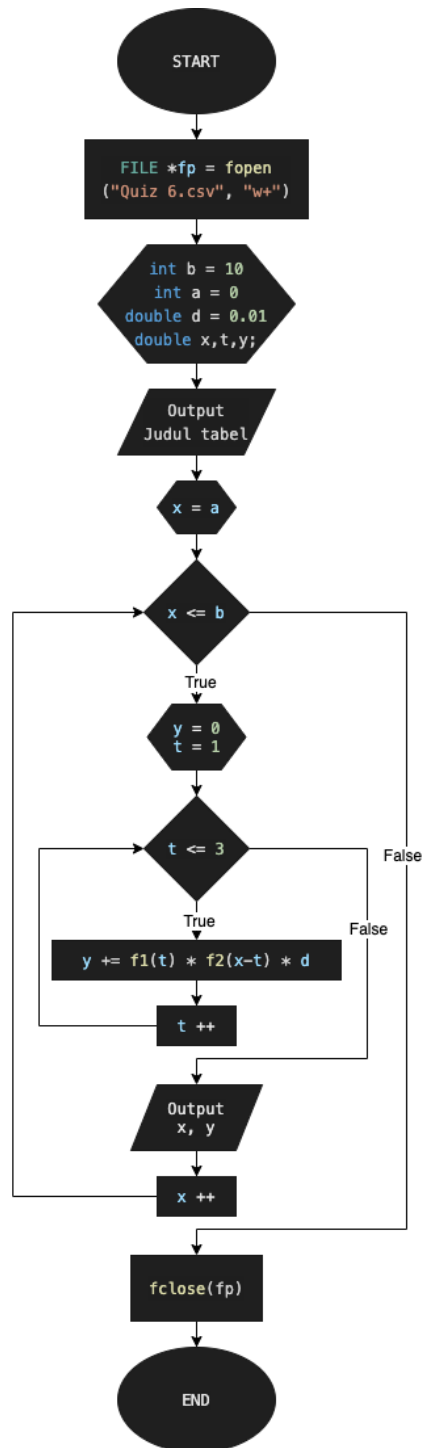 START
FILE *fp = fopen
("Quiz 6.csv", "w+")
int b = 10
int a = 0
double d = 0.01
double x,t,y;
Output
Judul tabel
x = a
x <= b
True
y = 0
t = 1
t <= 3
False
False
True
y += f1(t) * f2(x-t) * d
t ++
Output
x, y
x ++
fclose(fp)
END